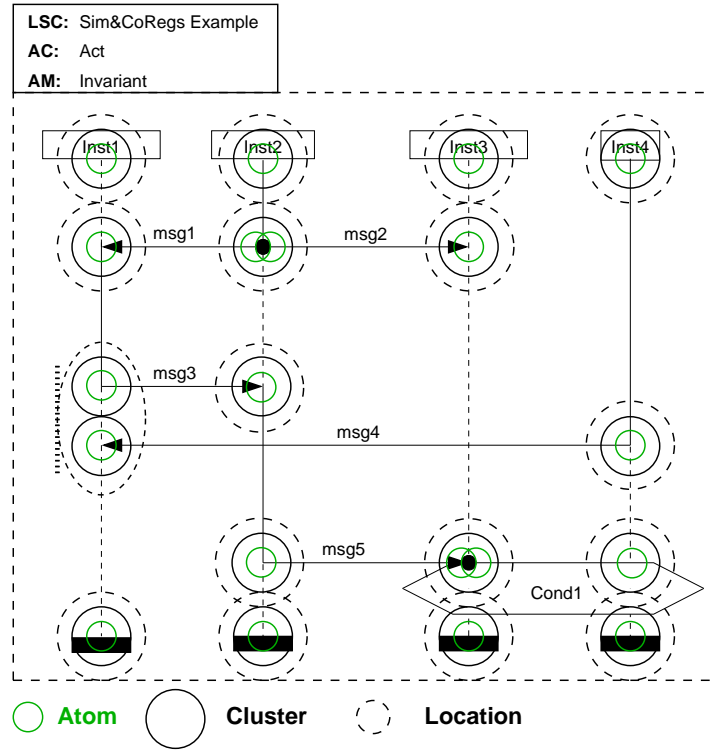 LSC: Sim&CoRegs Example
AC: Act
AM: Invariant
Inst1 Inst2 Inst3 Inst4
msg1 msg2
msg3
msg4
msg5
Cond1
Atom Cluster Location